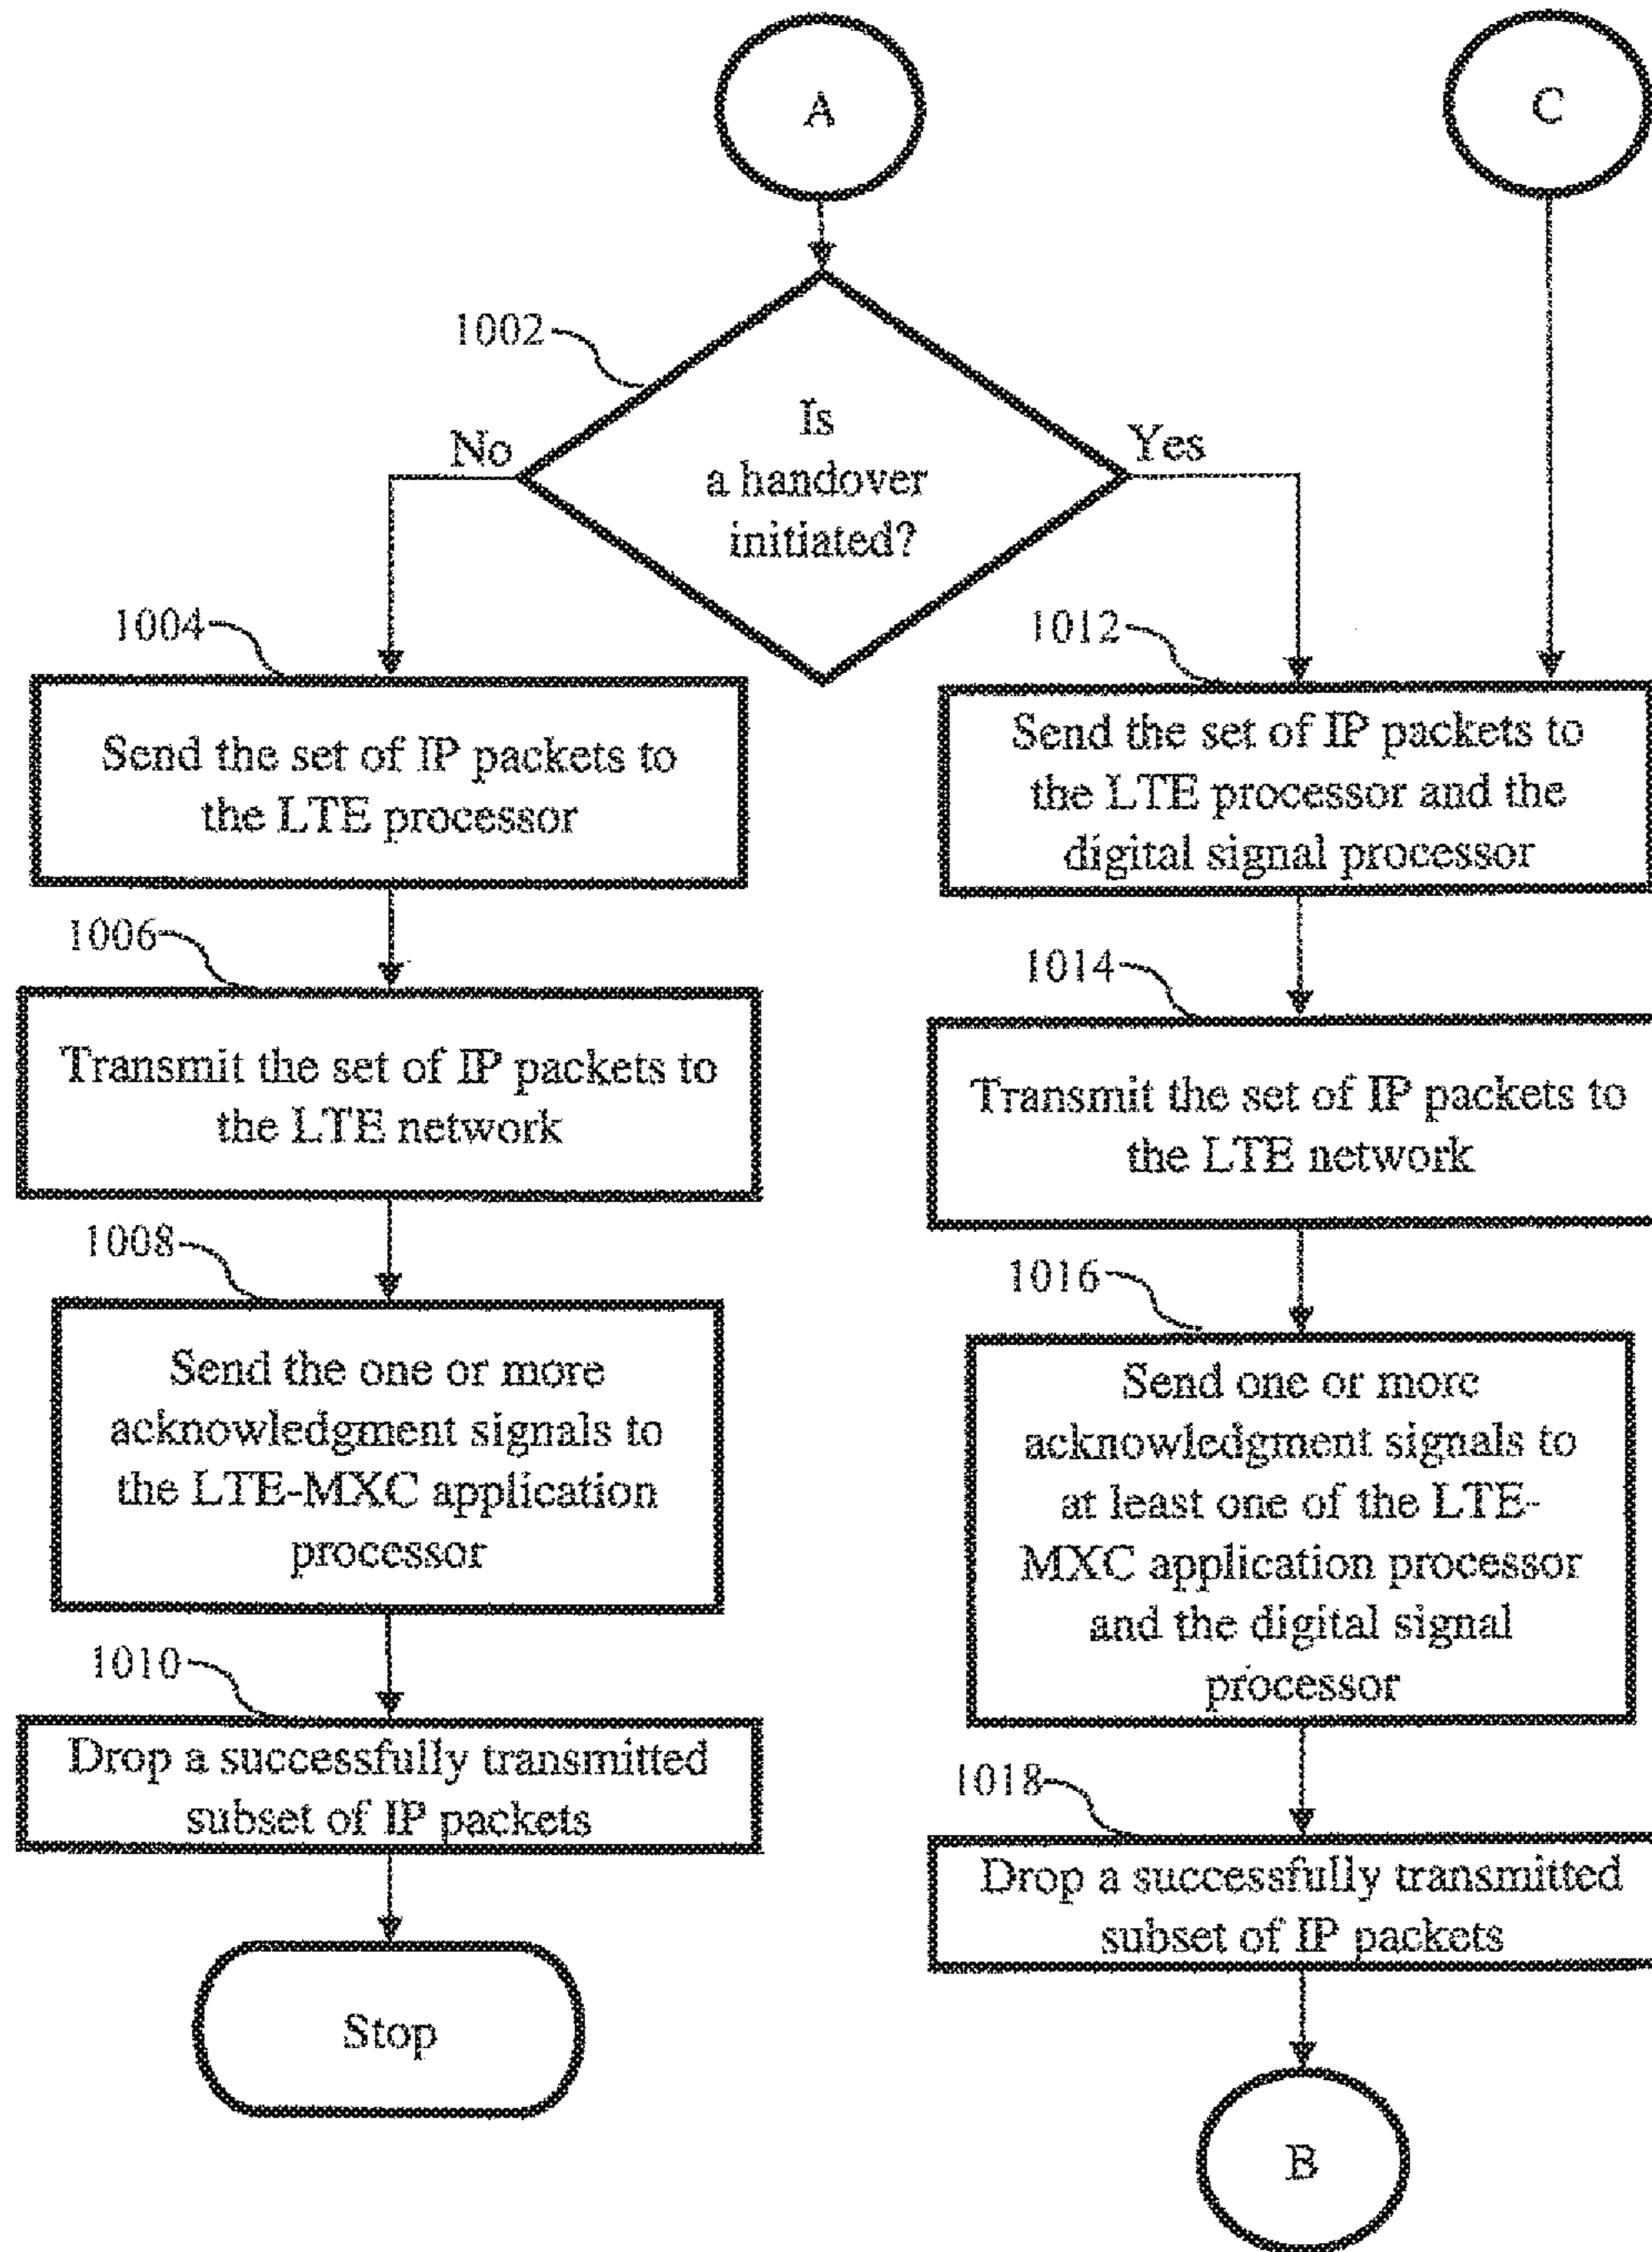 A
C
1002
Is
a handover
initiated?
No
Yes
1004
Send the set of IP packets to
the LTE processor
1006
Transmit the set of IP packets to
the LTE network
1008
Send the one or more
acknowledgment signals to
the LTE-MXC application
processor
1010
Drop a successfully transmitted
subset of IP packets
Stop
1012
Send the set of IP packets to
the LTE processor and the
digital signal processor
1014
Transmit the set of IP packets to
the LTE network
1016
Send one or more
acknowledgment signals to
at least one of the LTE-
MXC application processor
and the digital signal
processor
1018
Drop a successfully transmitted
subset of IP packets
B